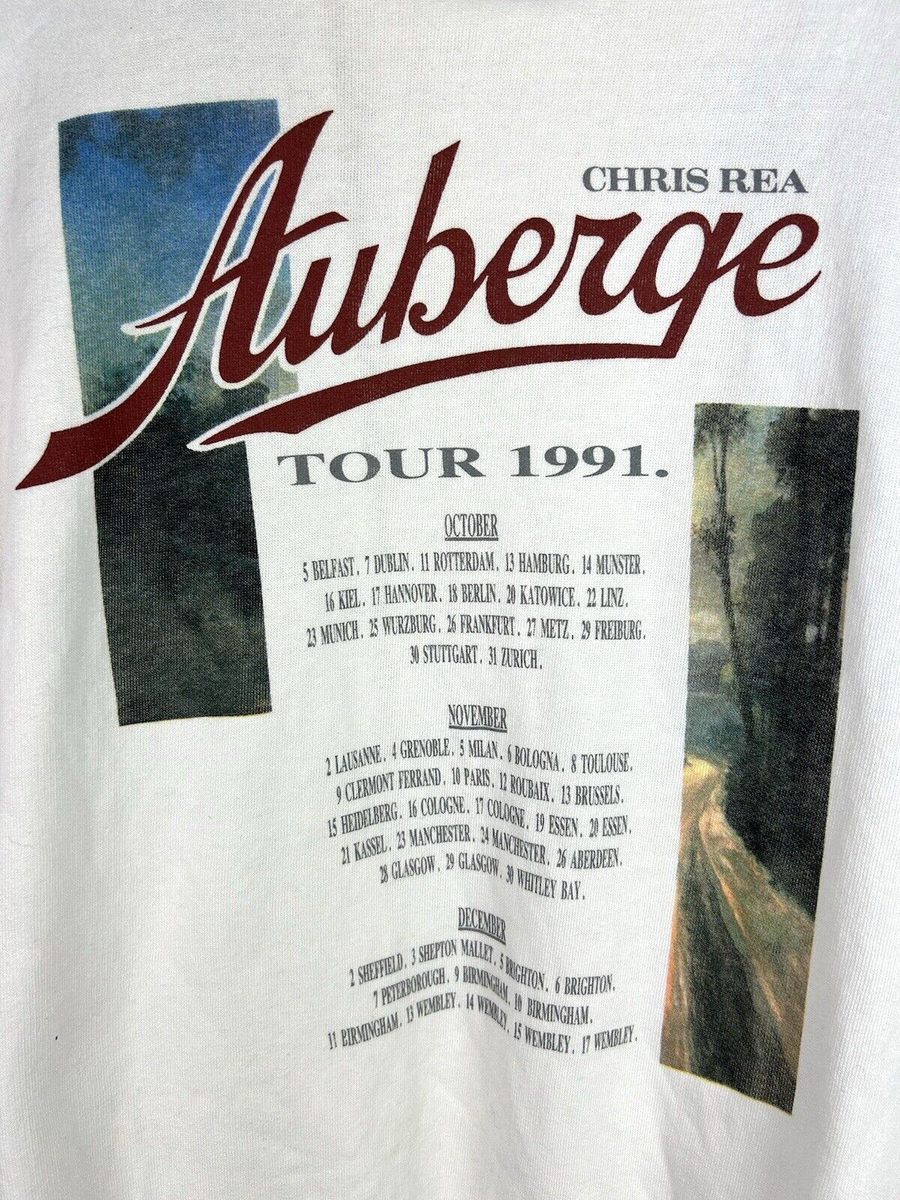 CHRIS REA
Auberge
TOUR 1991.
OCTOBER
5 BELFAST. 7 DUBLIN. 11 ROTTERDAM. 13 HAMBURG. 14 MUNSTER.
16 KIEL. 17 HANNOVER. 18 BERLIN. 20 KATOWICE. 22 LINZ.
23 MUNICH. 25 WURZBURG. 26 FRANKFURT. 27 METZ. 29 FREIBURG.
30 STUTTGART. 31 ZURICH.
NOVEMBER
2 LAUSANNE. 4 GRENOBLE. 5 MILAN. 6 BOLOGNA. 8 TOULOUSE.
9 CLERMONT FERRAND. 10 PARIS. 12 ROUBAIX. 13 BRUSSELS.
15 HEIDELBERG. 16 COLOGNE. 17 COLOGNE. 19 ESSEN. 20 ESSEN.
21 KASSEL. 23 MANCHESTER. 24 MANCHESTER. 26 ABERDEEN.
28 GLASGOW. 29 GLASGOW. 30 WHITLEY BAY.
DECEMBER
2 SHEFFIELD. 3 SHEPTON MALLET. 5 BRIGHTON. 6 BRIGHTON.
7 PETERBOROUGH. 9 BIRMINGHAM. 10 BIRMINGHAM.
11 BIRMINGHAM. 13 WEMBLEY. 14 WEMBLEY. 15 WEMBLEY. 17 WEMBLEY.